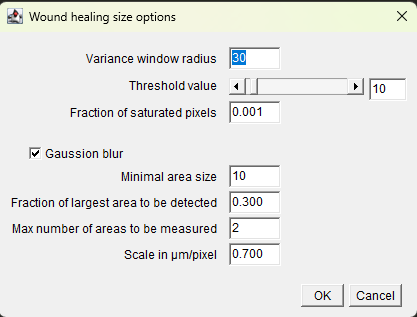 Wound healing size options
Variance window radius 30
Threshold value 10
Fraction of saturated pixels 0.001
Gaussion blur
Minimal area size 10
Fraction of largest area to be detected 0.300
Max number of areas to be measured 2
Scale in µm/pixel 0.700
OK Cancel